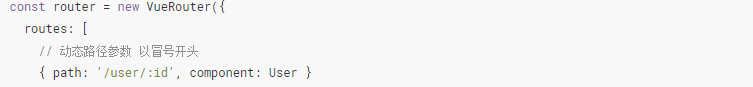 const router = new VueRouter({
routes: [
// 动态路径参数 以冒号开头
{ path: '/user/:id', component: User }